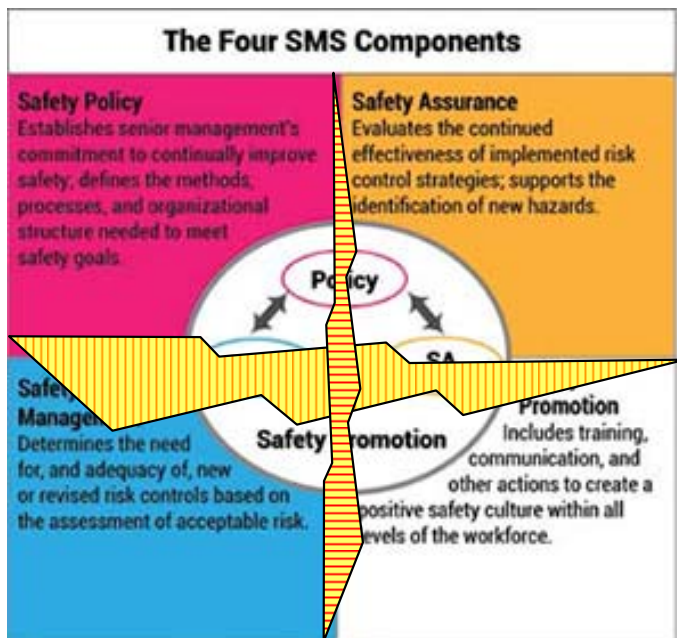 The Four SMS Components
Safety Policy
Establishes senior management's
commitment to continually improve
safety; defines the methods,
processes, and organizational
structure needed to meet
safety goals.
Safety Assurance
Evaluates the continued
effectiveness of implemented risk
control strategies; supports the
identification of new hazards.
Policy
SA
Safety Promotion
Safety
Determines the need
for, and adequacy of, new
or revised risk controls based on
the assessment of acceptable risk.
Promotion
Includes training,
communication, and
other actions to create a
positive safety culture within all
levels of the workforce.